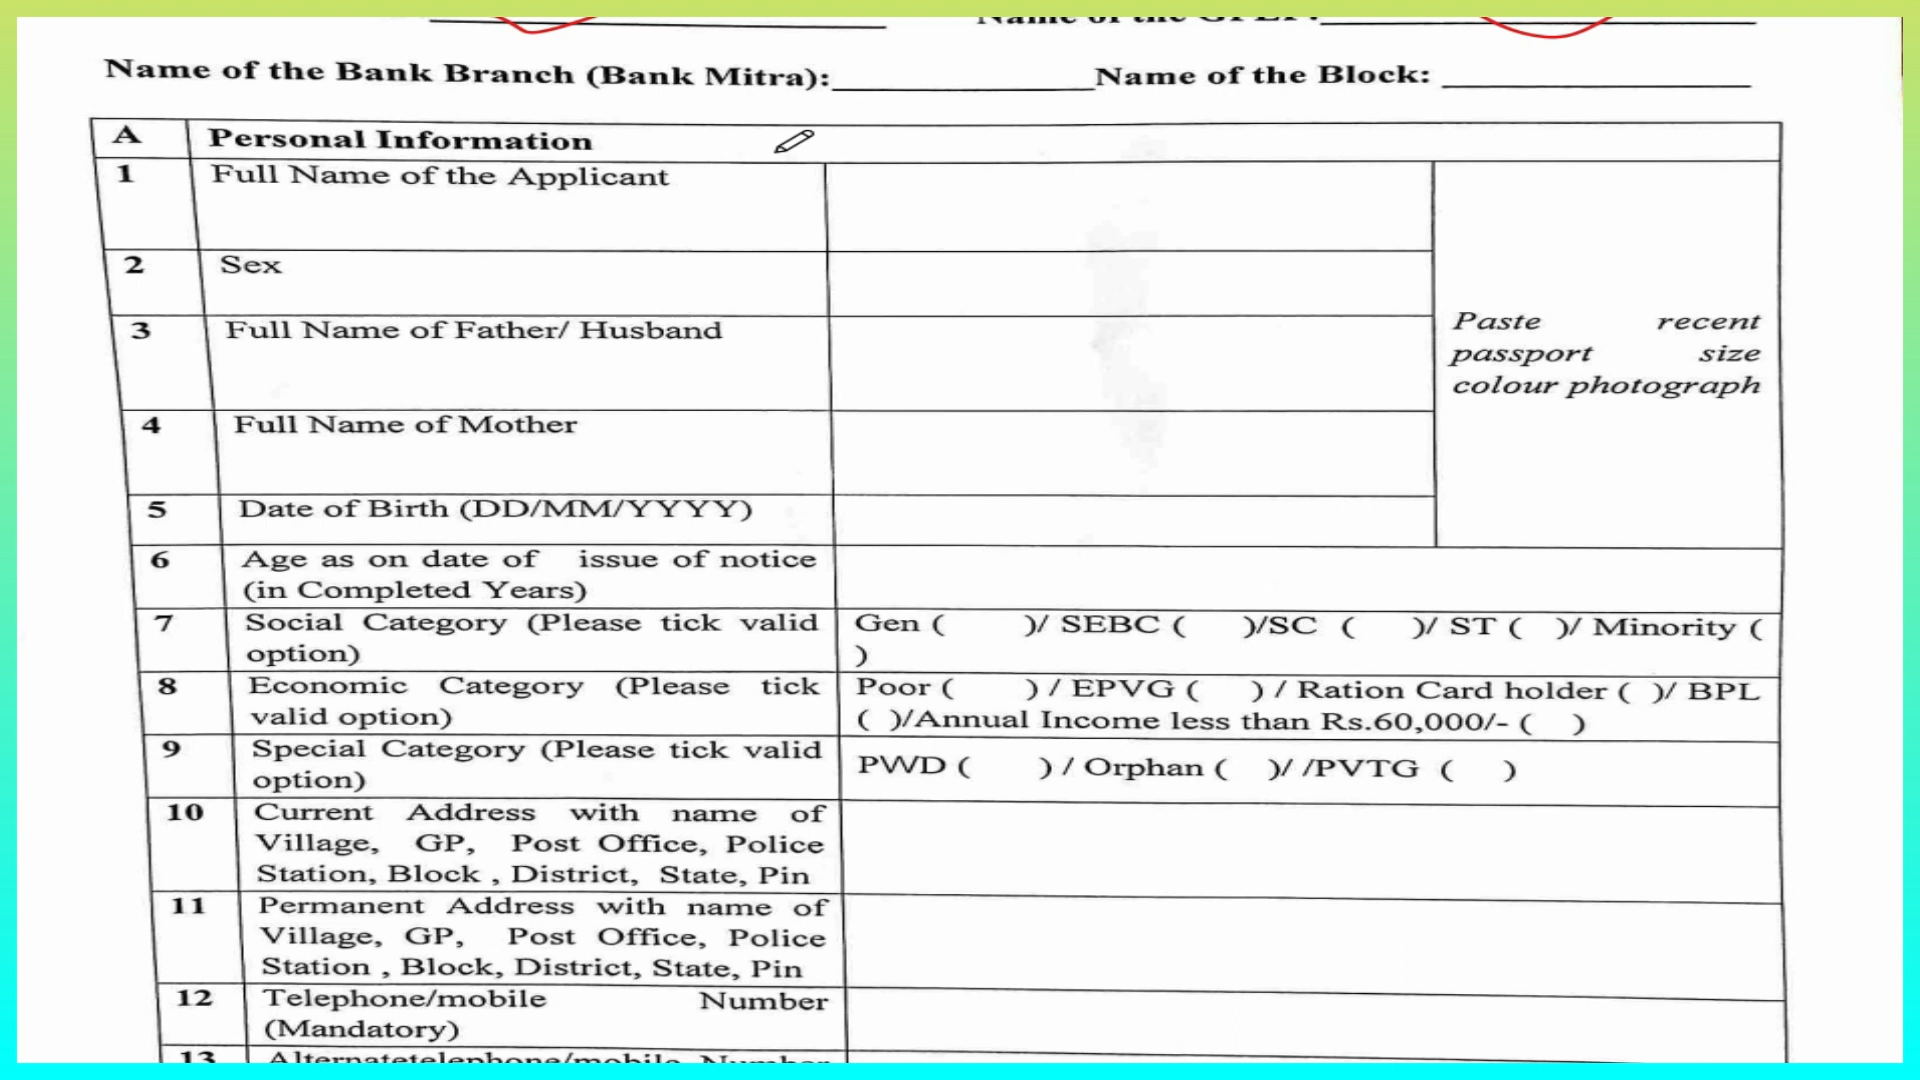 Name of the GPLF:
Name of the Bank Branch (Bank Mitra):____________Name of the Block: ______________
A Personal Information
1 Full Name of the Applicant
2 Sex
3 Full Name of Father/ Husband
Paste recent
passport size
colour photograph
4 Full Name of Mother
5 Date of Birth (DD/MM/YYYY)
6 Age as on date of issue of notice
(in Completed Years)
7 Social Category (Please tick valid
option)
Gen ( )/ SEBC ( )/SC ( )/ ST ( )/ Minority (
)
8 Economic Category (Please tick
valid option)
Poor ( ) / EPVG ( ) / Ration Card holder ( )/ BPL
( )/Annual Income less than Rs.60,000/- ( )
9 Special Category (Please tick valid
option)
PWD ( ) / Orphan ( )/ /PVTG ( )
10 Current Address with name of
Village, GP, Post Office, Police
Station, Block , District, State, Pin
11 Permanent Address with name of
Village, GP, Post Office, Police
Station , Block, District, State, Pin
12 Telephone/mobile Number
(Mandatory)
13 Alternatetelephone/mobile Number